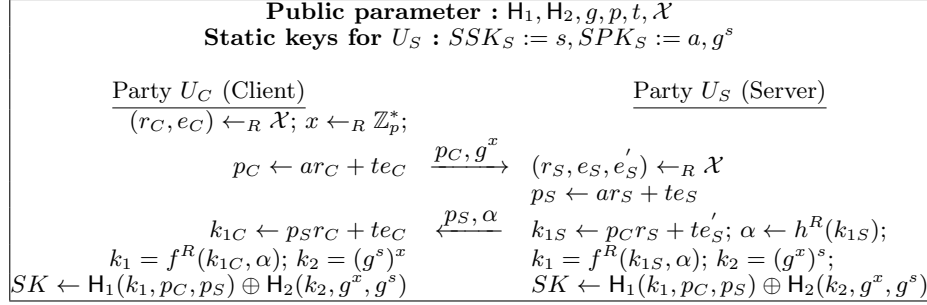 Public parameter : H₁, H₂, g, p, t, 𝒳
Static keys for U_S : SSK_S := s, SPK_S := a, g^s
Party U_C (Client) Party U_S (Server)
(r_C, e_C) ←_R 𝒳; x ←_R ℤ_p^*;
p_C ← ar_C + te_C p_C, g^x ⟶ (r_S, e_S, e_S^') ←_R 𝒳
p_S ← ar_S + te_S
k_{1C} ← p_S r_C + te_C p_S, α ⟵ k_{1S} ← p_C r_S + te_S^'; α ← h^R(k_{1S});
k_1 = f^R(k_{1C}, α); k_2 = (g^s)^x k_1 = f^R(k_{1S}, α); k_2 = (g^x)^s;
SK ← H₁(k_1, p_C, p_S) ⊕ H₂(k_2, g^x, g^s) SK ← H₁(k_1, p_C, p_S) ⊕ H₂(k_2, g^x, g^s)